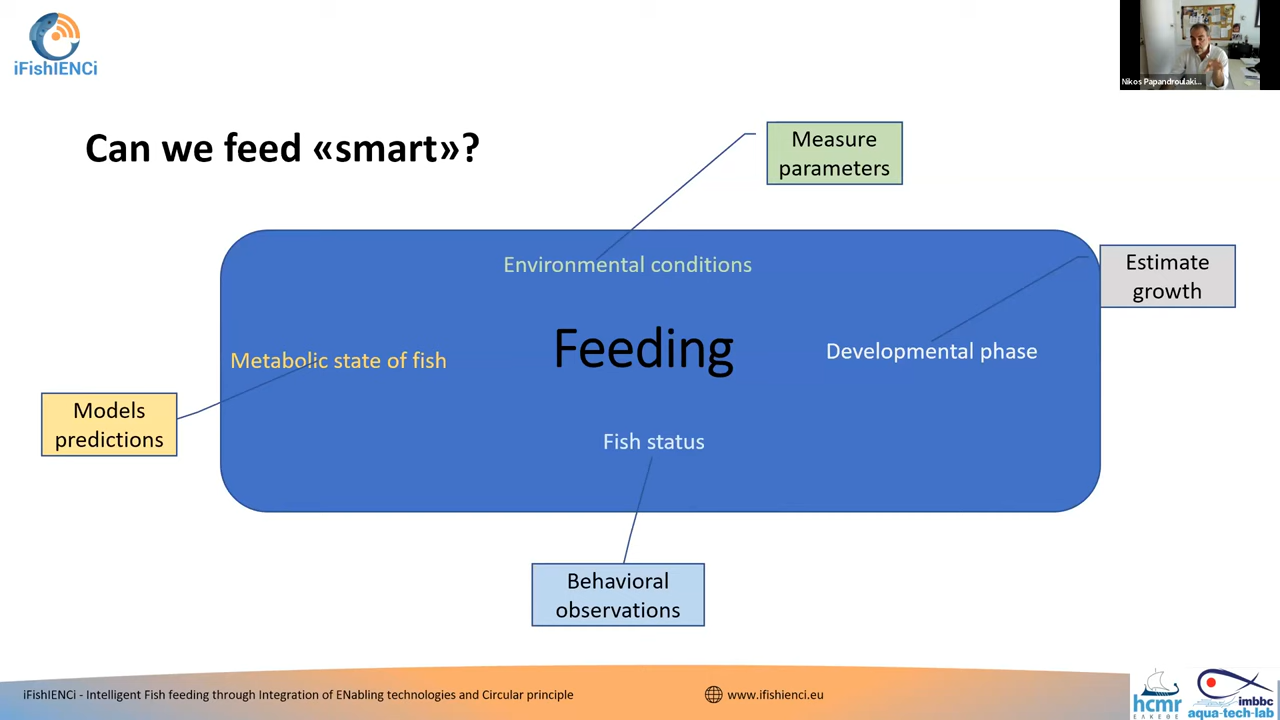 iFishIENCi
Nikos Papandroulaki...
Can we feed «smart»?
Measure
parameters
Environmental conditions
Estimate
growth
Feeding
Developmental phase
Metabolic state of fish
Models
predictions
Fish status
Behavioral
observations
iFishIENCi - Intelligent Fish feeding through Integration of ENabling technologies and Circular principle
www.ifishienci.eu
hcmr
ΕΛΚΕΘΕ
imbbc
aqua-tech-lab